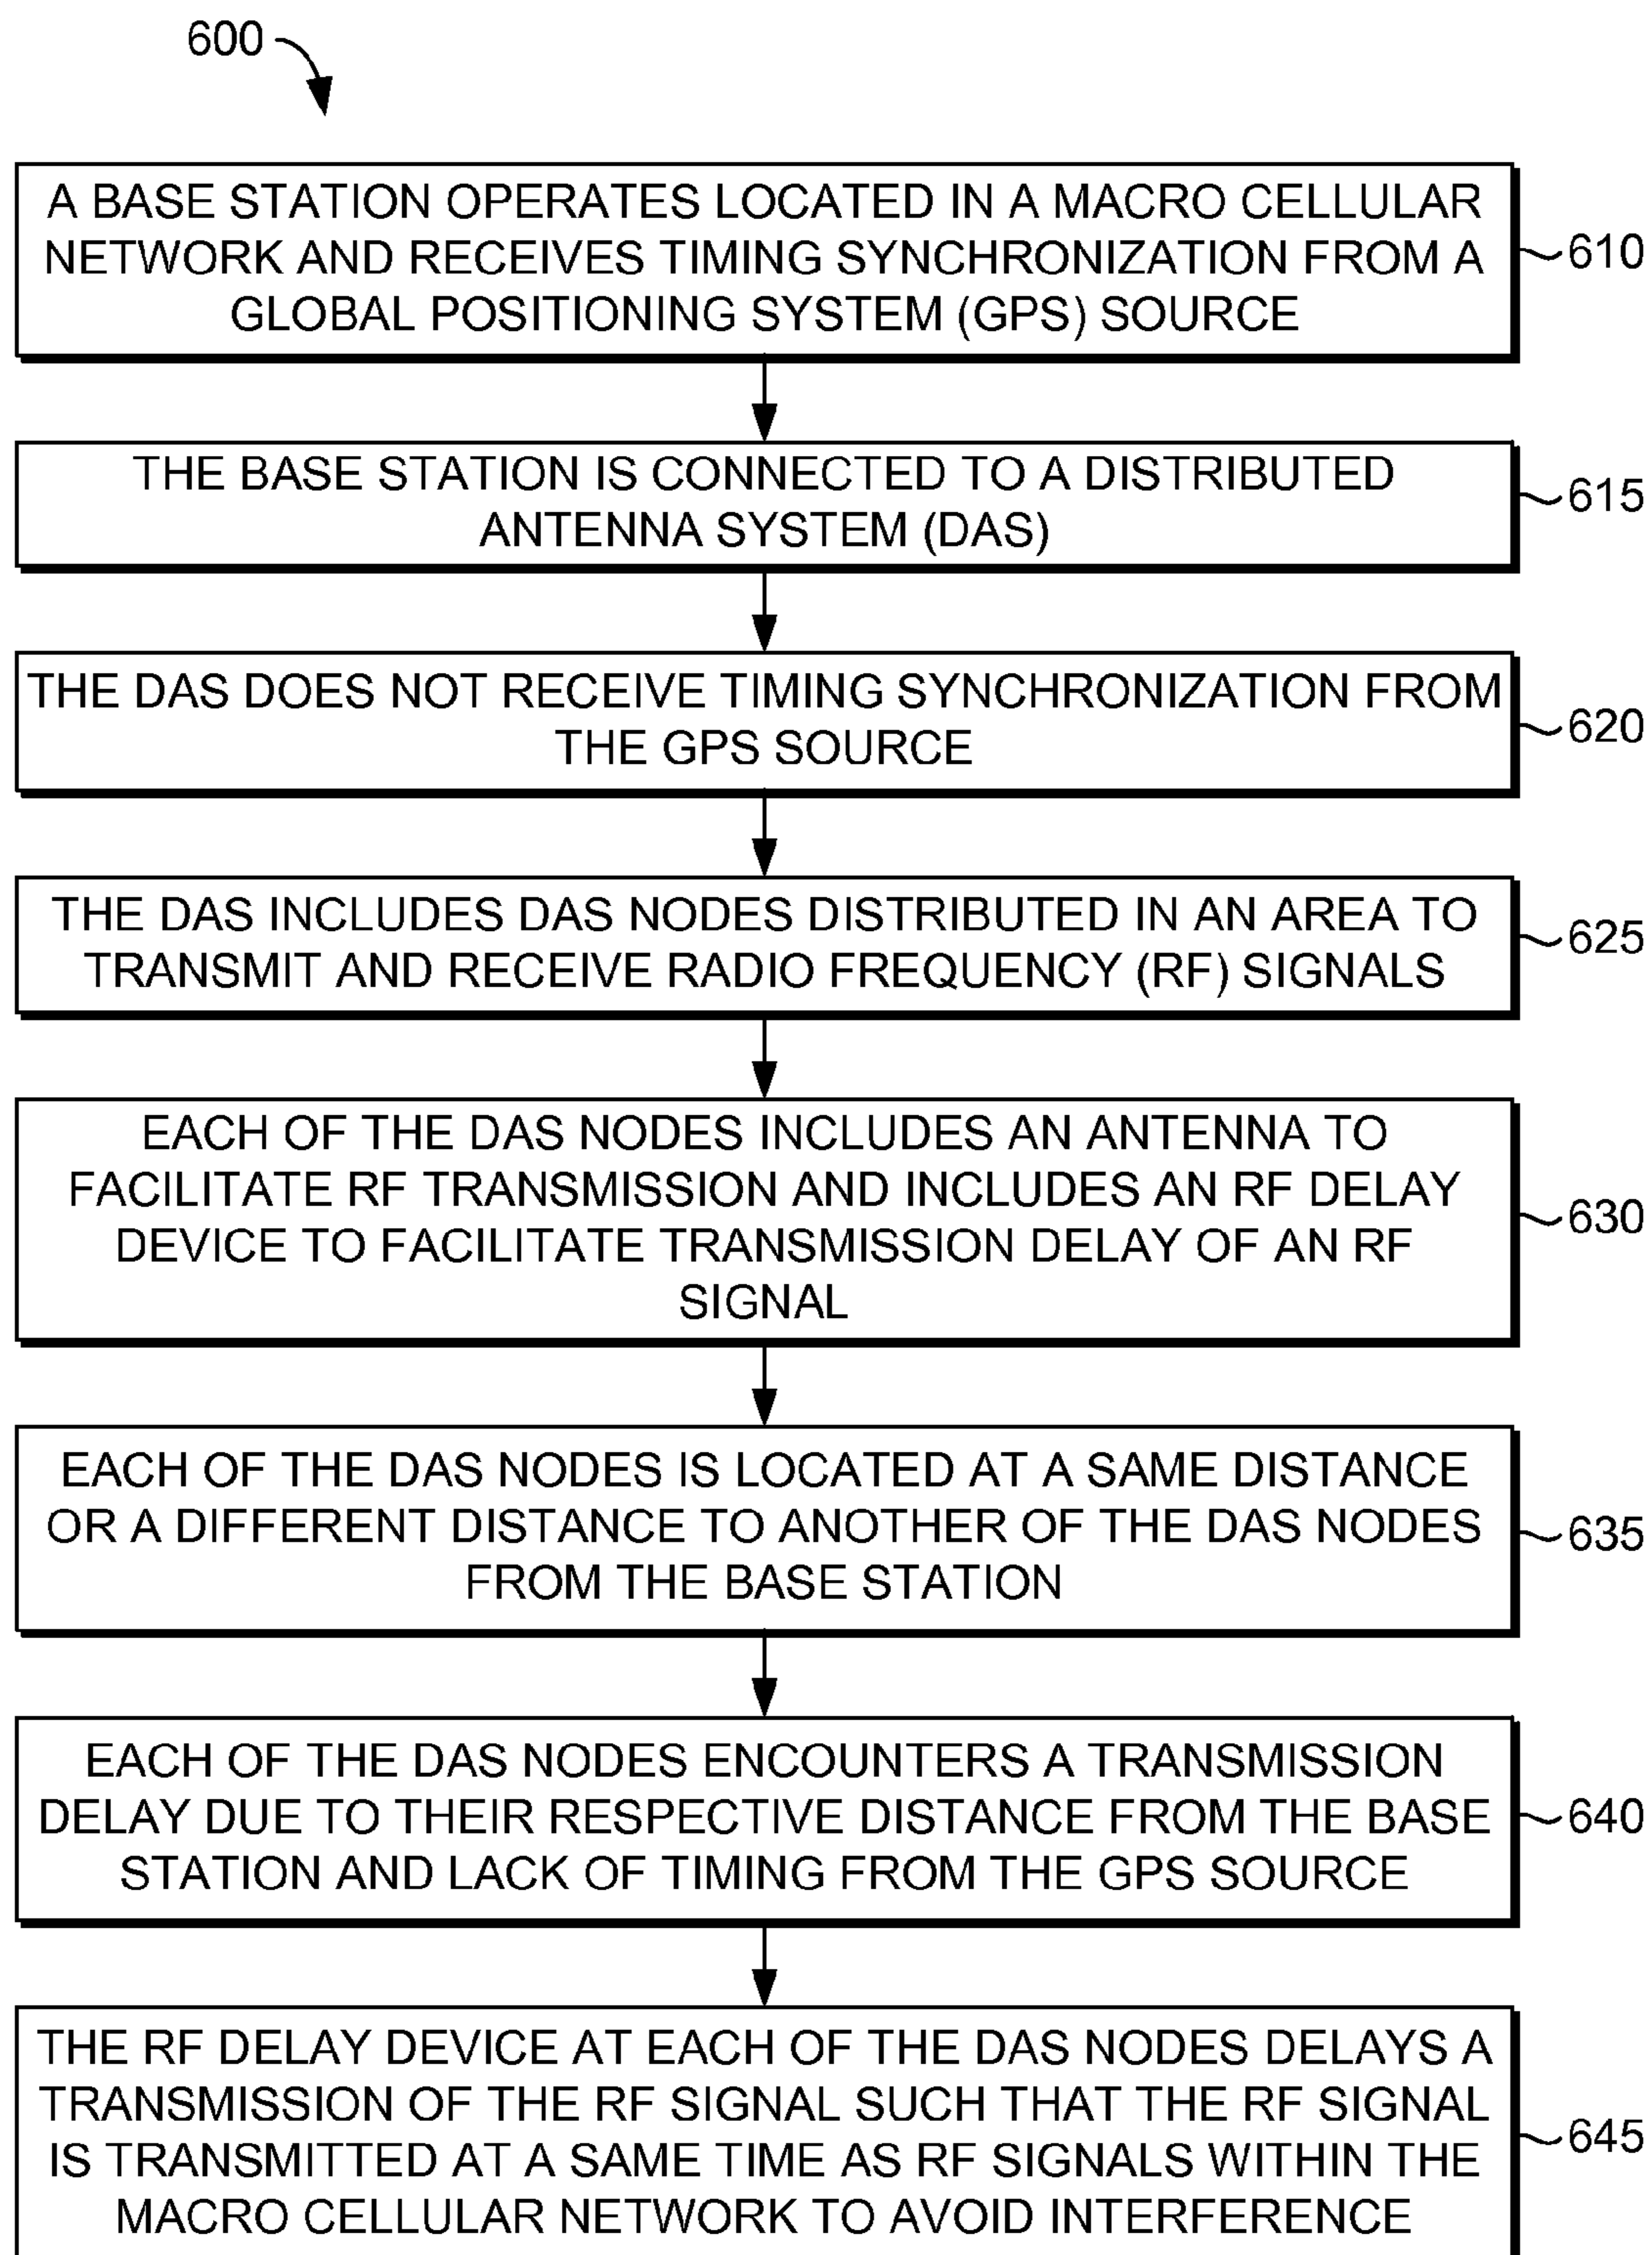 600
A BASE STATION OPERATES LOCATED IN A MACRO CELLULAR
NETWORK AND RECEIVES TIMING SYNCHRONIZATION FROM A
GLOBAL POSITIONING SYSTEM (GPS) SOURCE
610
THE BASE STATION IS CONNECTED TO A DISTRIBUTED
ANTENNA SYSTEM (DAS)
615
THE DAS DOES NOT RECEIVE TIMING SYNCHRONIZATION FROM
THE GPS SOURCE
620
THE DAS INCLUDES DAS NODES DISTRIBUTED IN AN AREA TO
TRANSMIT AND RECEIVE RADIO FREQUENCY (RF) SIGNALS
625
EACH OF THE DAS NODES INCLUDES AN ANTENNA TO
FACILITATE RF TRANSMISSION AND INCLUDES AN RF DELAY
DEVICE TO FACILITATE TRANSMISSION DELAY OF AN RF
SIGNAL
630
EACH OF THE DAS NODES IS LOCATED AT A SAME DISTANCE
OR A DIFFERENT DISTANCE TO ANOTHER OF THE DAS NODES
FROM THE BASE STATION
635
EACH OF THE DAS NODES ENCOUNTERS A TRANSMISSION
DELAY DUE TO THEIR RESPECTIVE DISTANCE FROM THE BASE
STATION AND LACK OF TIMING FROM THE GPS SOURCE
640
THE RF DELAY DEVICE AT EACH OF THE DAS NODES DELAYS A
TRANSMISSION OF THE RF SIGNAL SUCH THAT THE RF SIGNAL
IS TRANSMITTED AT A SAME TIME AS RF SIGNALS WITHIN THE
MACRO CELLULAR NETWORK TO AVOID INTERFERENCE
645